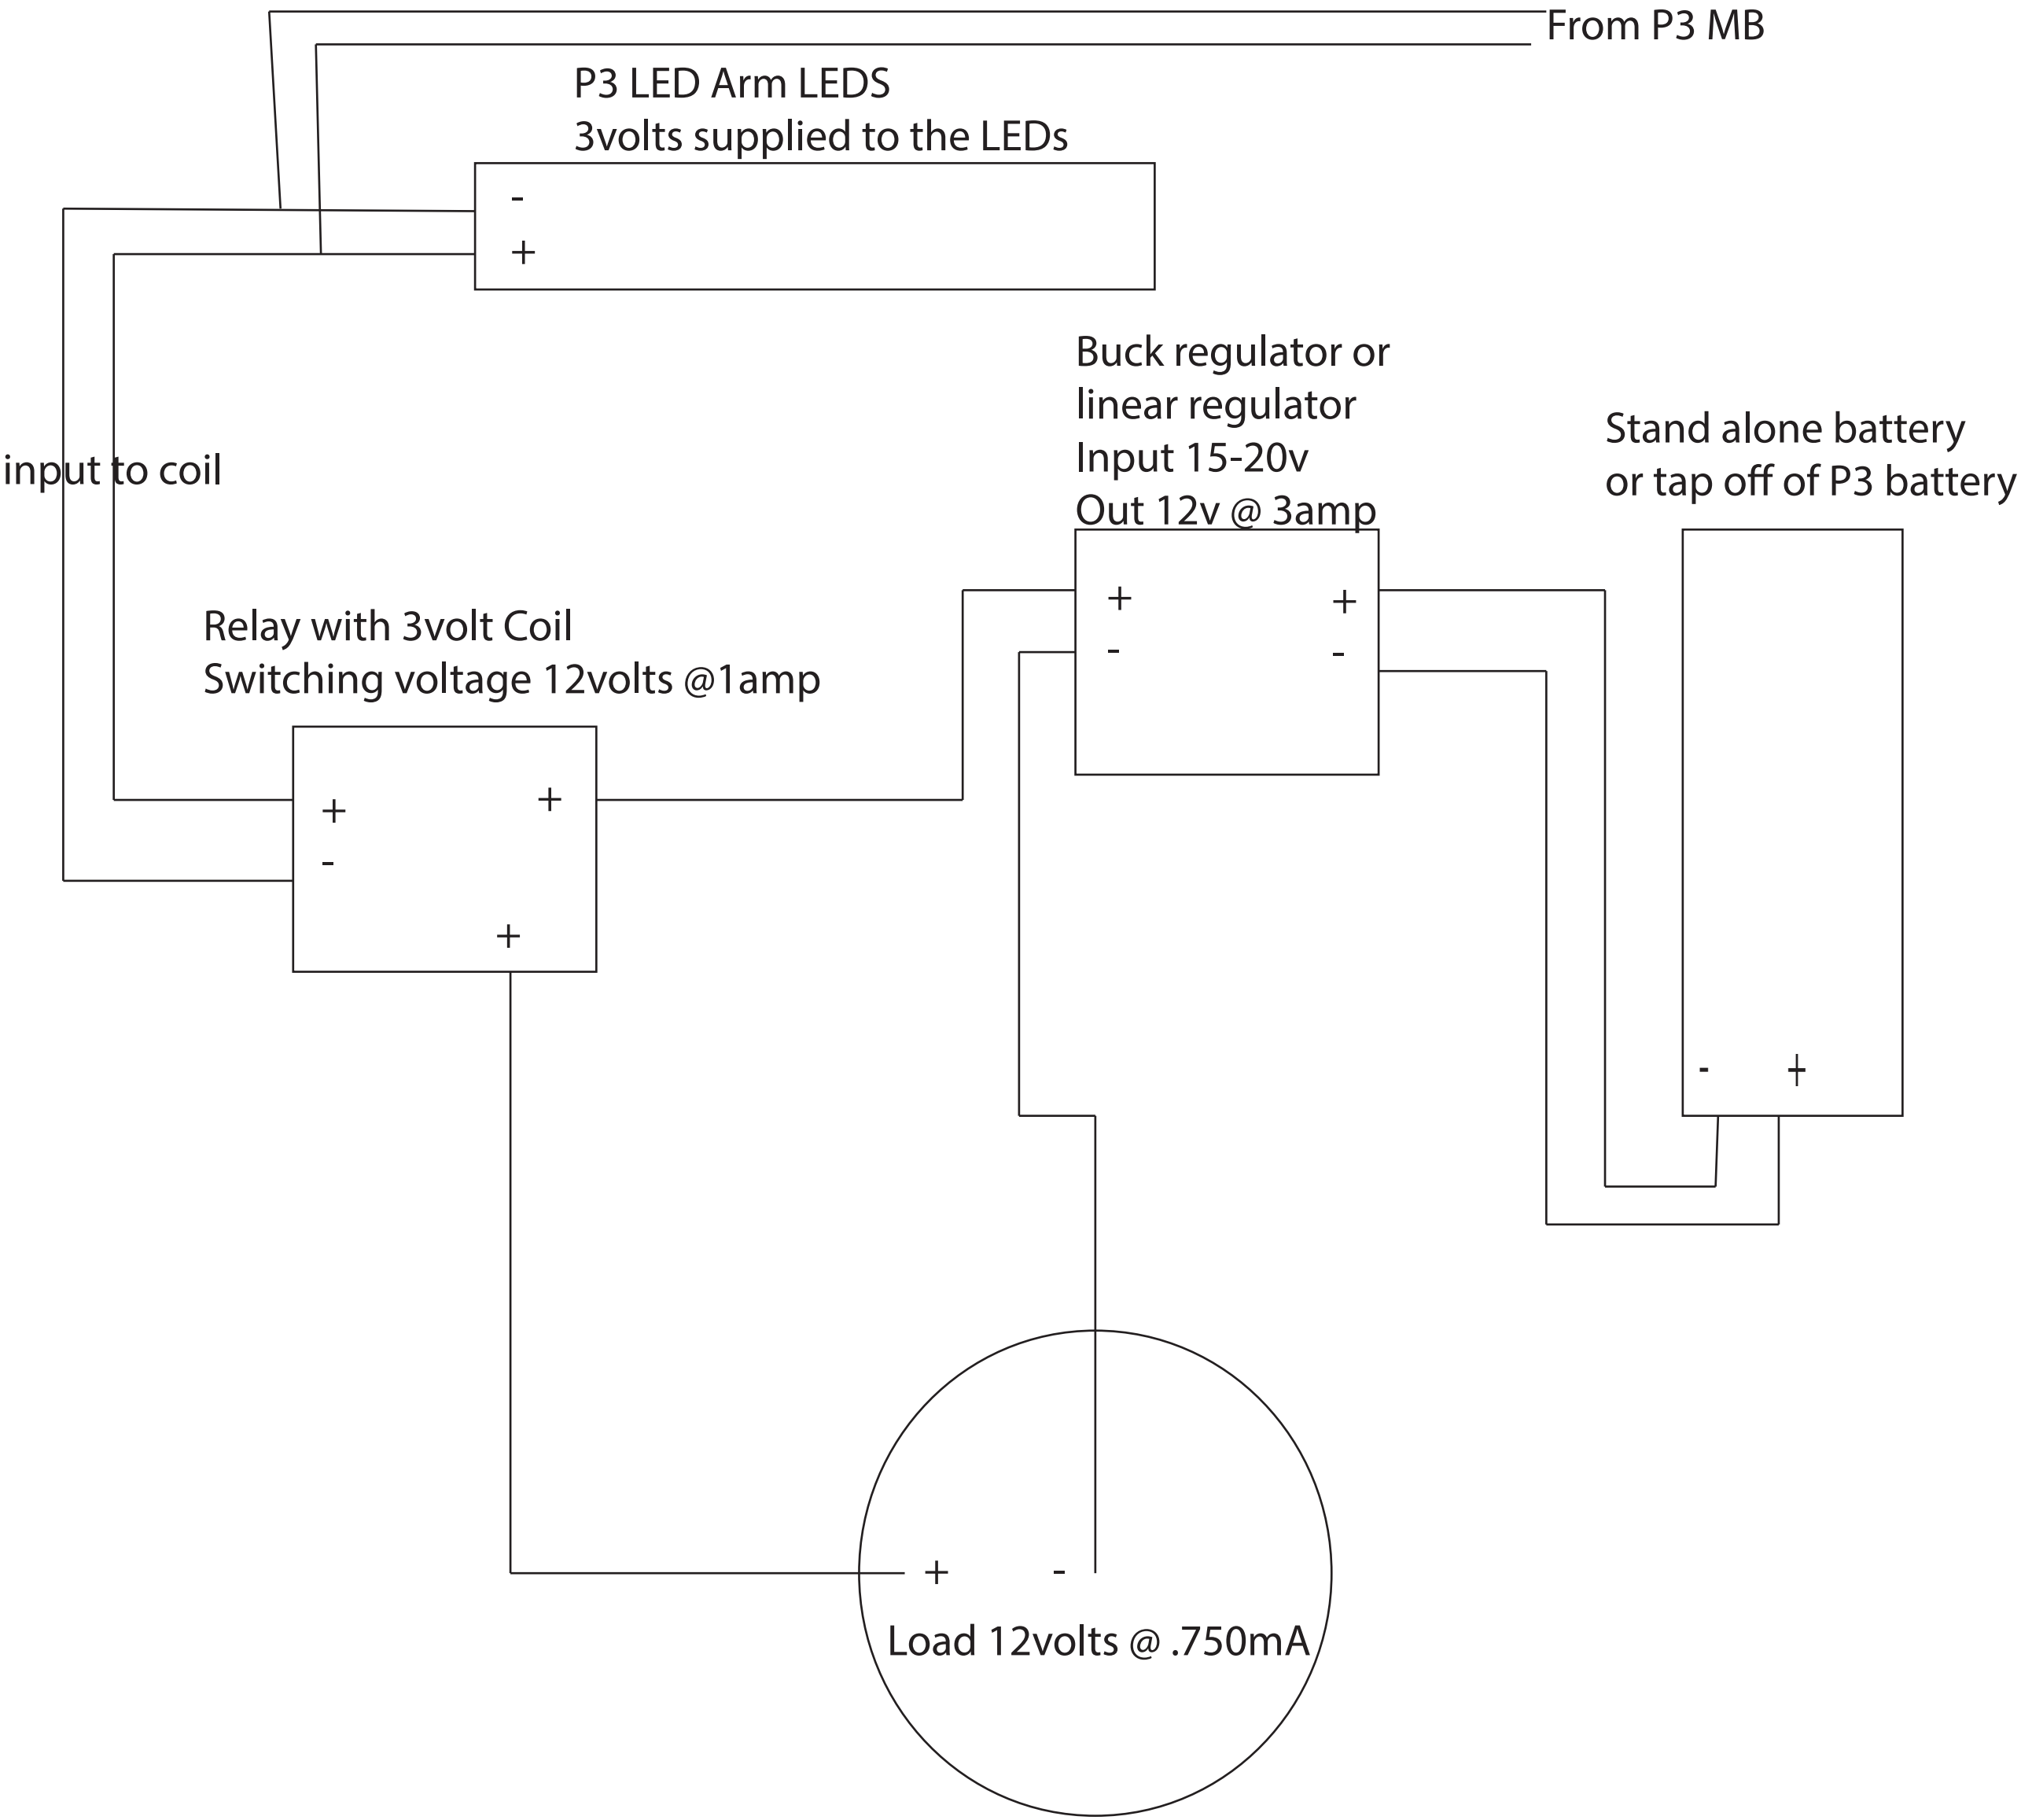 From P3 MB
P3 LED Arm LEDS
3volts supplied to the LEDs
-
+
Buck regulator or
linear regulator
Input 15-20v
Out 12v @ 3amp
+
-
+
-
Stand alone battery
or tap off of P3 battery
-
+
input to coil
Relay with 3volt Coil
Switching voltage 12volts @1amp
+
-
+
+
+
-
Load 12volts @ .750mA